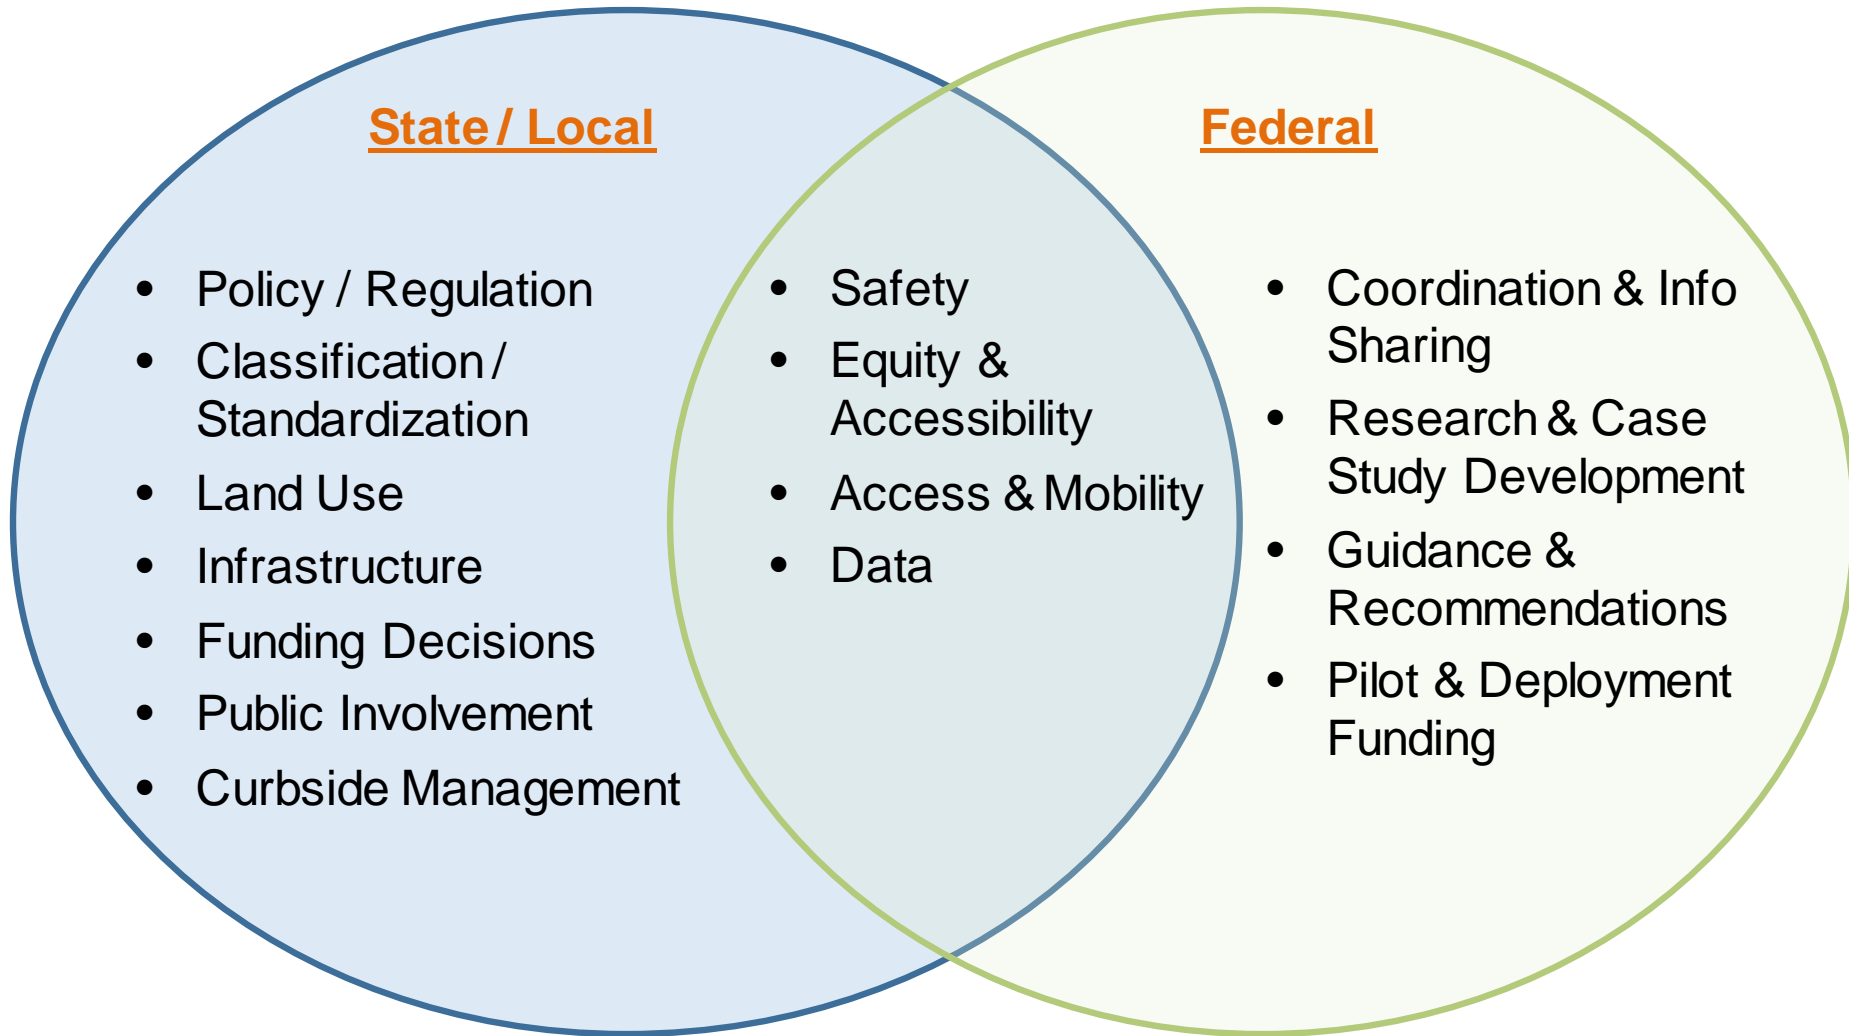 State / Local
• Policy / Regulation
• Classification /
Standardization
• Land Use
• Infrastructure
• Funding Decisions
• Public Involvement
• Curbside Management
• Safety
• Equity &
Accessibility
• Access & Mobility
• Data
Federal
• Coordination & Info
Sharing
• Research & Case
Study Development
• Guidance &
Recommendations
• Pilot & Deployment
Funding